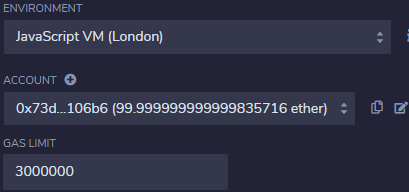 ENVIRONMENT
JavaScript VM (London)
ACCOUNT
0x73d...106b6 (99.999999999999835716 ether)
GAS LIMIT
3000000